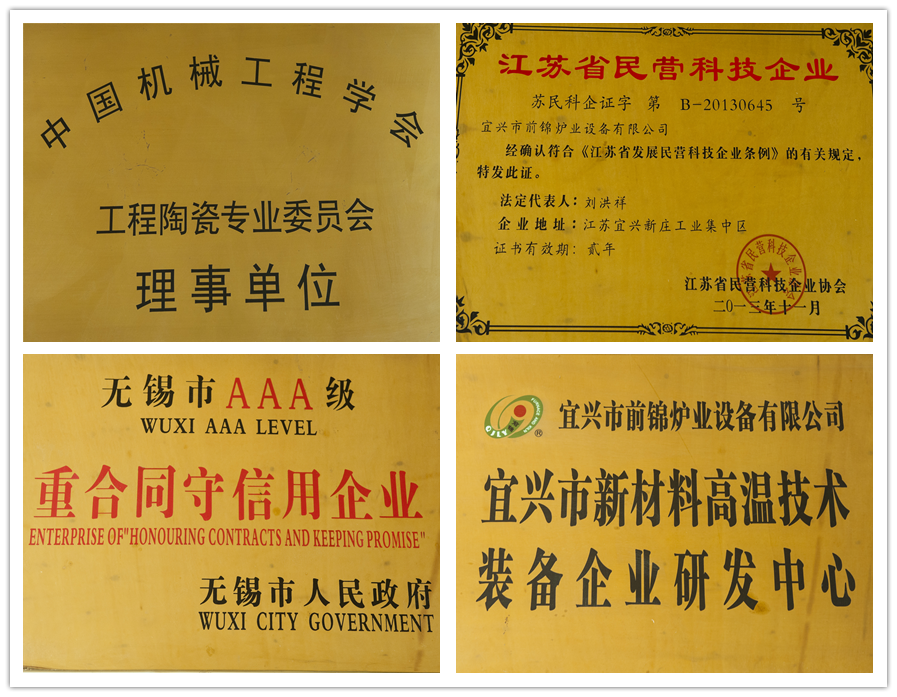 中国机械工程学会
工程陶瓷专业委员会
理事单位
江苏省民营科技企业
苏民科企证字 第 B-20130645 号
宜兴市前锦炉业设备有限公司
经确认符合《江苏省发展民营科技企业条例》的有关规定，
特发此证。
法定代表人：刘洪祥
企业地址：江苏宜兴新庄工业集中区
证书有效期：贰年
江苏省民营科技企业协会
二〇一三年十一月
无锡市AAA级
WUXI AAA LEVEL
重合同守信用企业
ENTERPRISE OF"HONOURING CONTRACTS AND KEEPING PROMISE"
无锡市人民政府
WUXI CITY GOVERNMENT
宜兴市前锦炉业设备有限公司
宜兴市新材料高温技术
装备企业研发中心